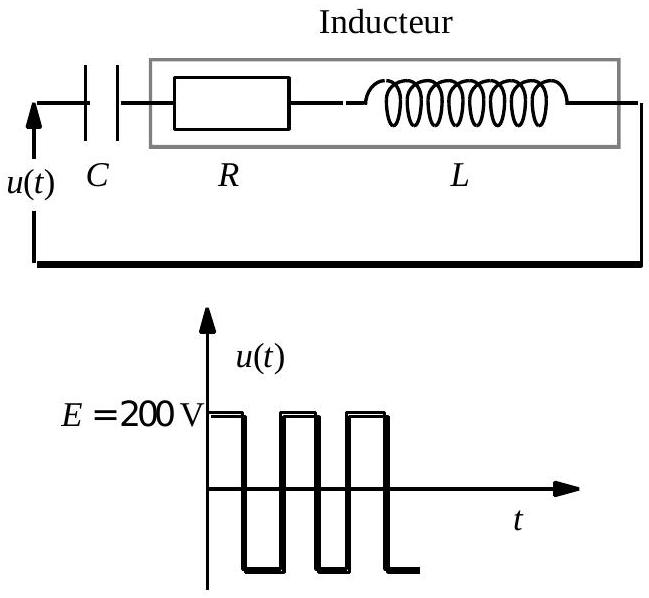 Inducteur
u(t) C R L
u(t)
E = 200 V
t